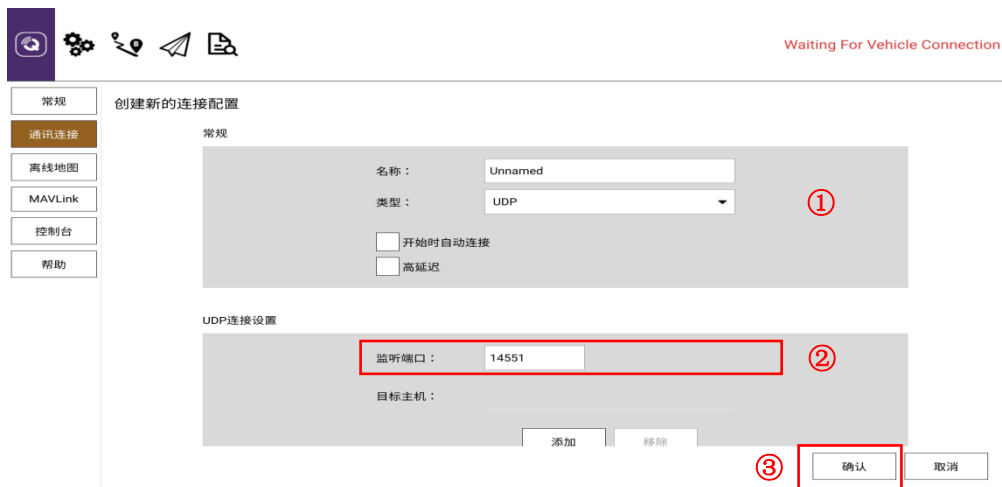 Waiting For Vehicle Connection
常规
通讯连接
离线地图
MAVLink
控制台
帮助
创建新的连接配置
常规
名称： Unnamed
类型： UDP
①
开始时自动连接
高延迟
UDP连接设置
监听端口： 14551 ②
目标主机：
添加 移除
③ 确认 取消